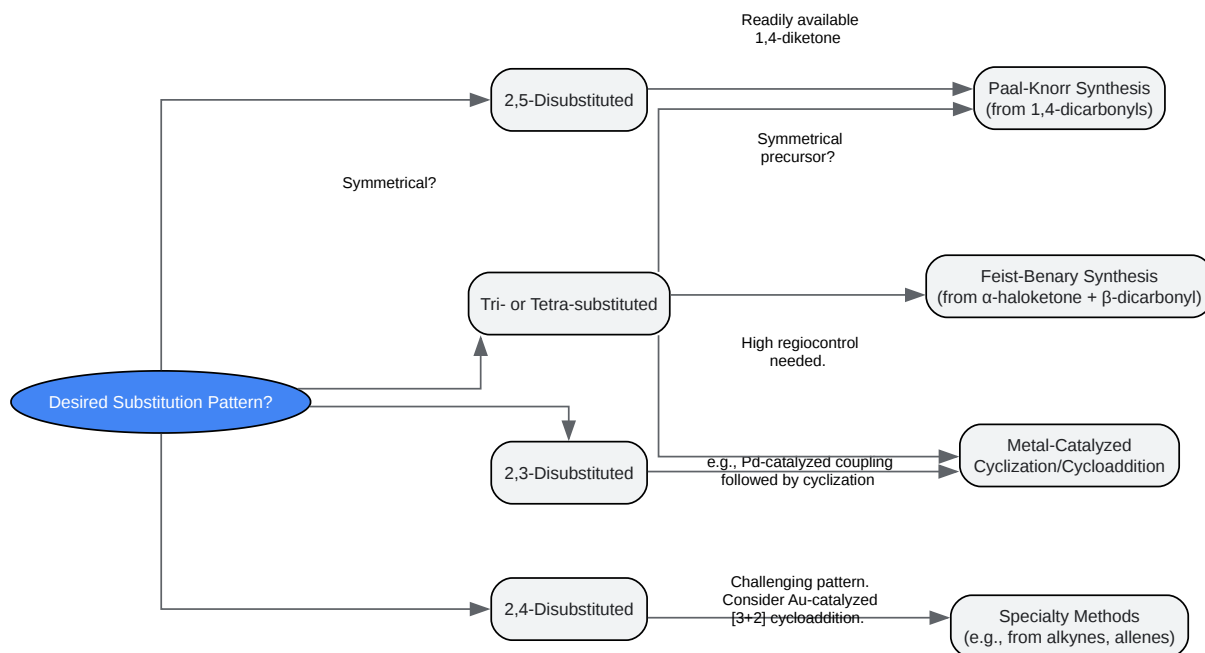 Readily available
1,4-diketone
2,5-Disubstituted
Paal-Knorr Synthesis
(from 1,4-dicarbonyls)
Symmetrical
precursor?
Symmetrical?
Tri- or Tetra-substituted
Feist-Benary Synthesis
(from α-haloketone + β-dicarbonyl)
High regiocontrol
needed.
Desired Substitution Pattern?
2,3-Disubstituted
e.g., Pd-catalyzed coupling
followed by cyclization
Metal-Catalyzed
Cyclization/Cycloaddition
2,4-Disubstituted
Challenging pattern.
Consider Au-catalyzed
[3+2] cycloaddition.
Specialty Methods
(e.g., from alkynes, allenes)